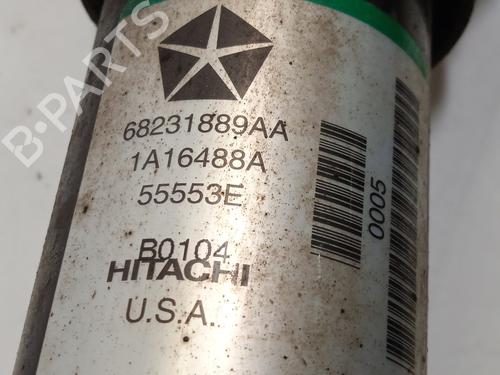 68231889AA
1A16488A
55553E
B0104
HITACHI
U.S.A.
H
0005
B-PARTS